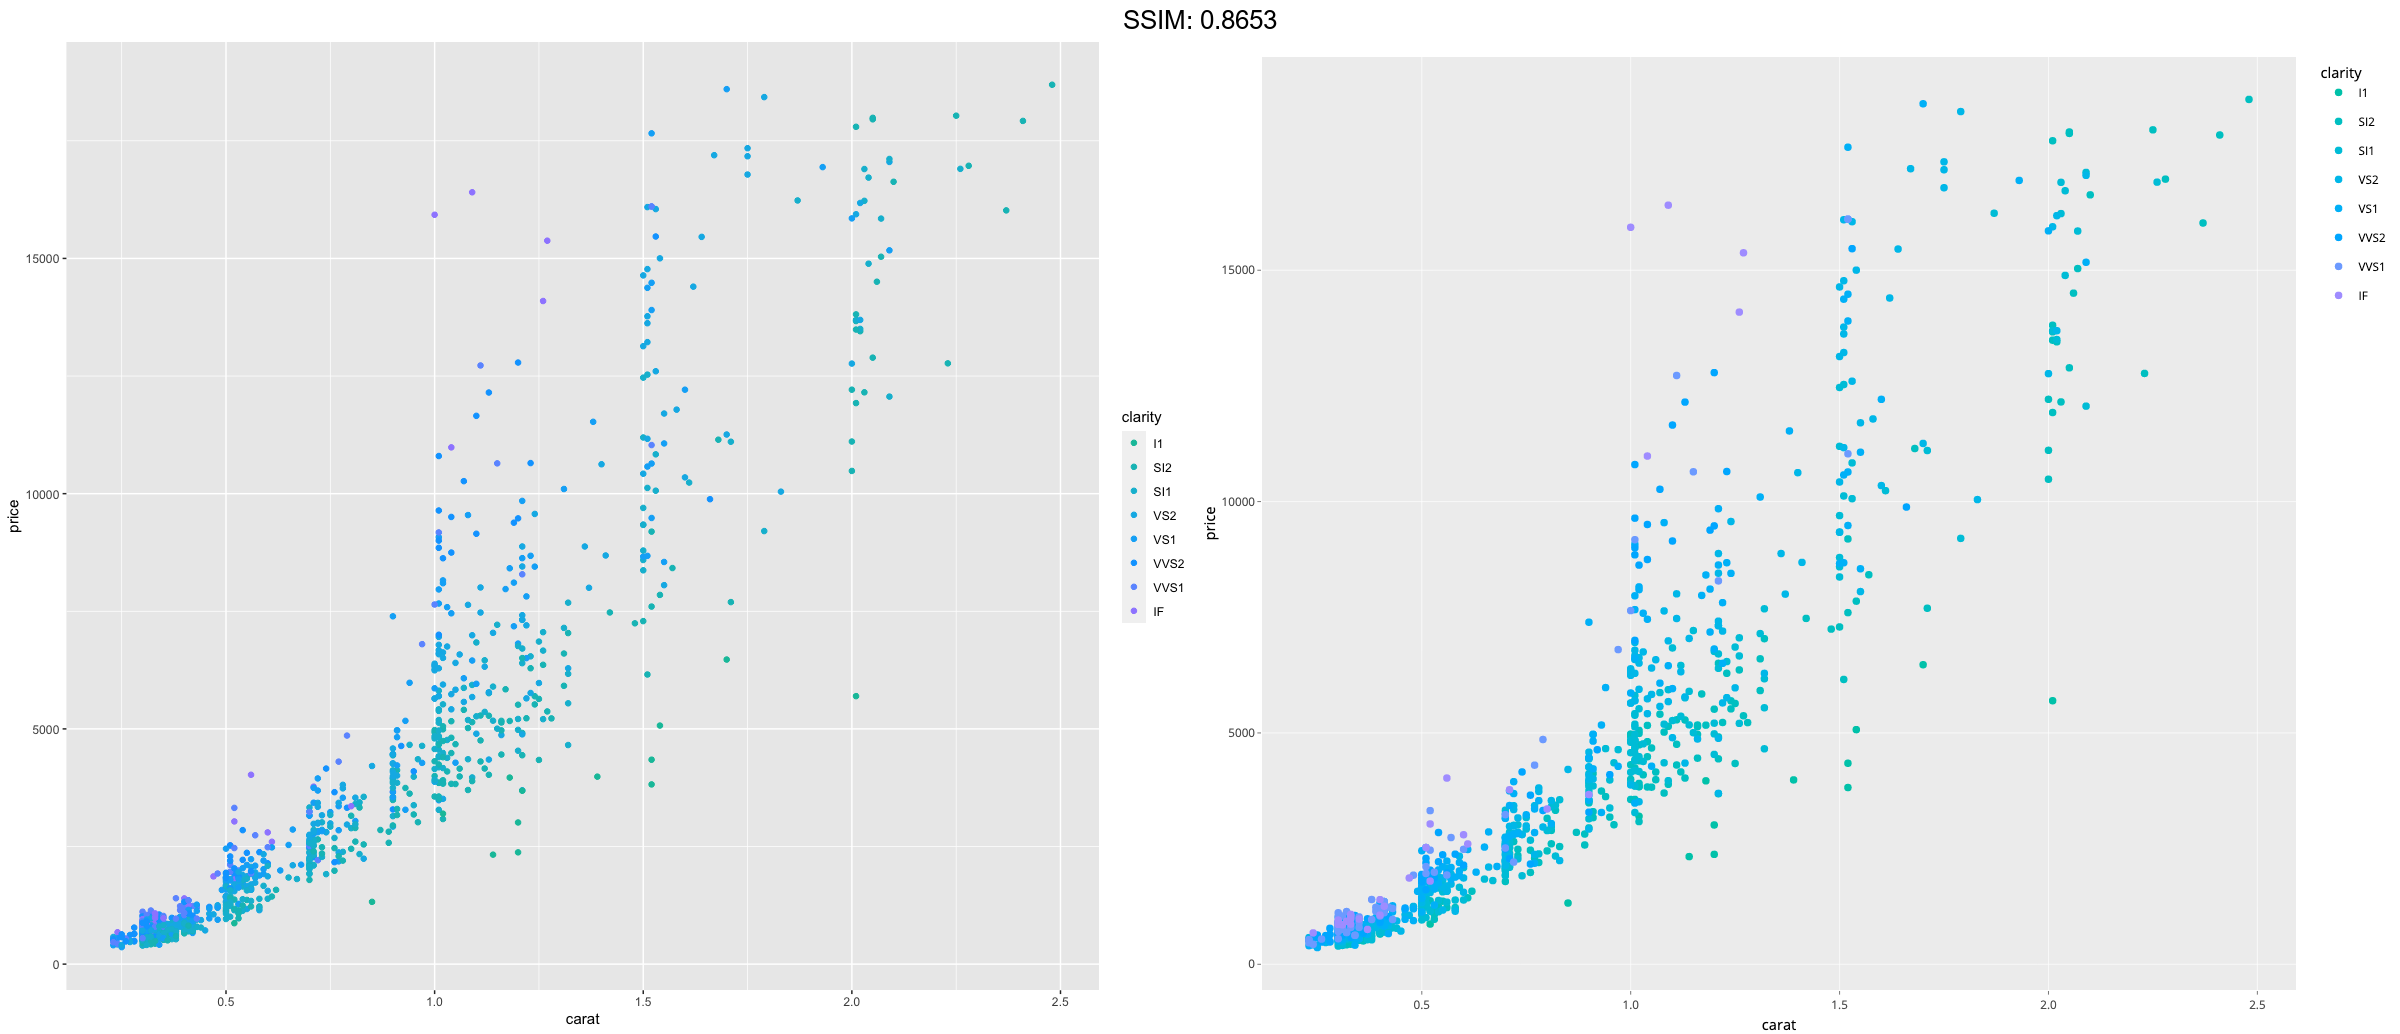 SSIM: 0.8653
price
15000
10000
5000
0
0.5 1.0 1.5 2.0 2.5
carat
clarity
I1
SI2
SI1
VS2
VS1
VVS2
VVS1
IF
price
15000
10000
5000
0
0.5 1.0 1.5 2.0 2.5
carat
clarity
I1
SI2
SI1
VS2
VS1
VVS2
VVS1
IF